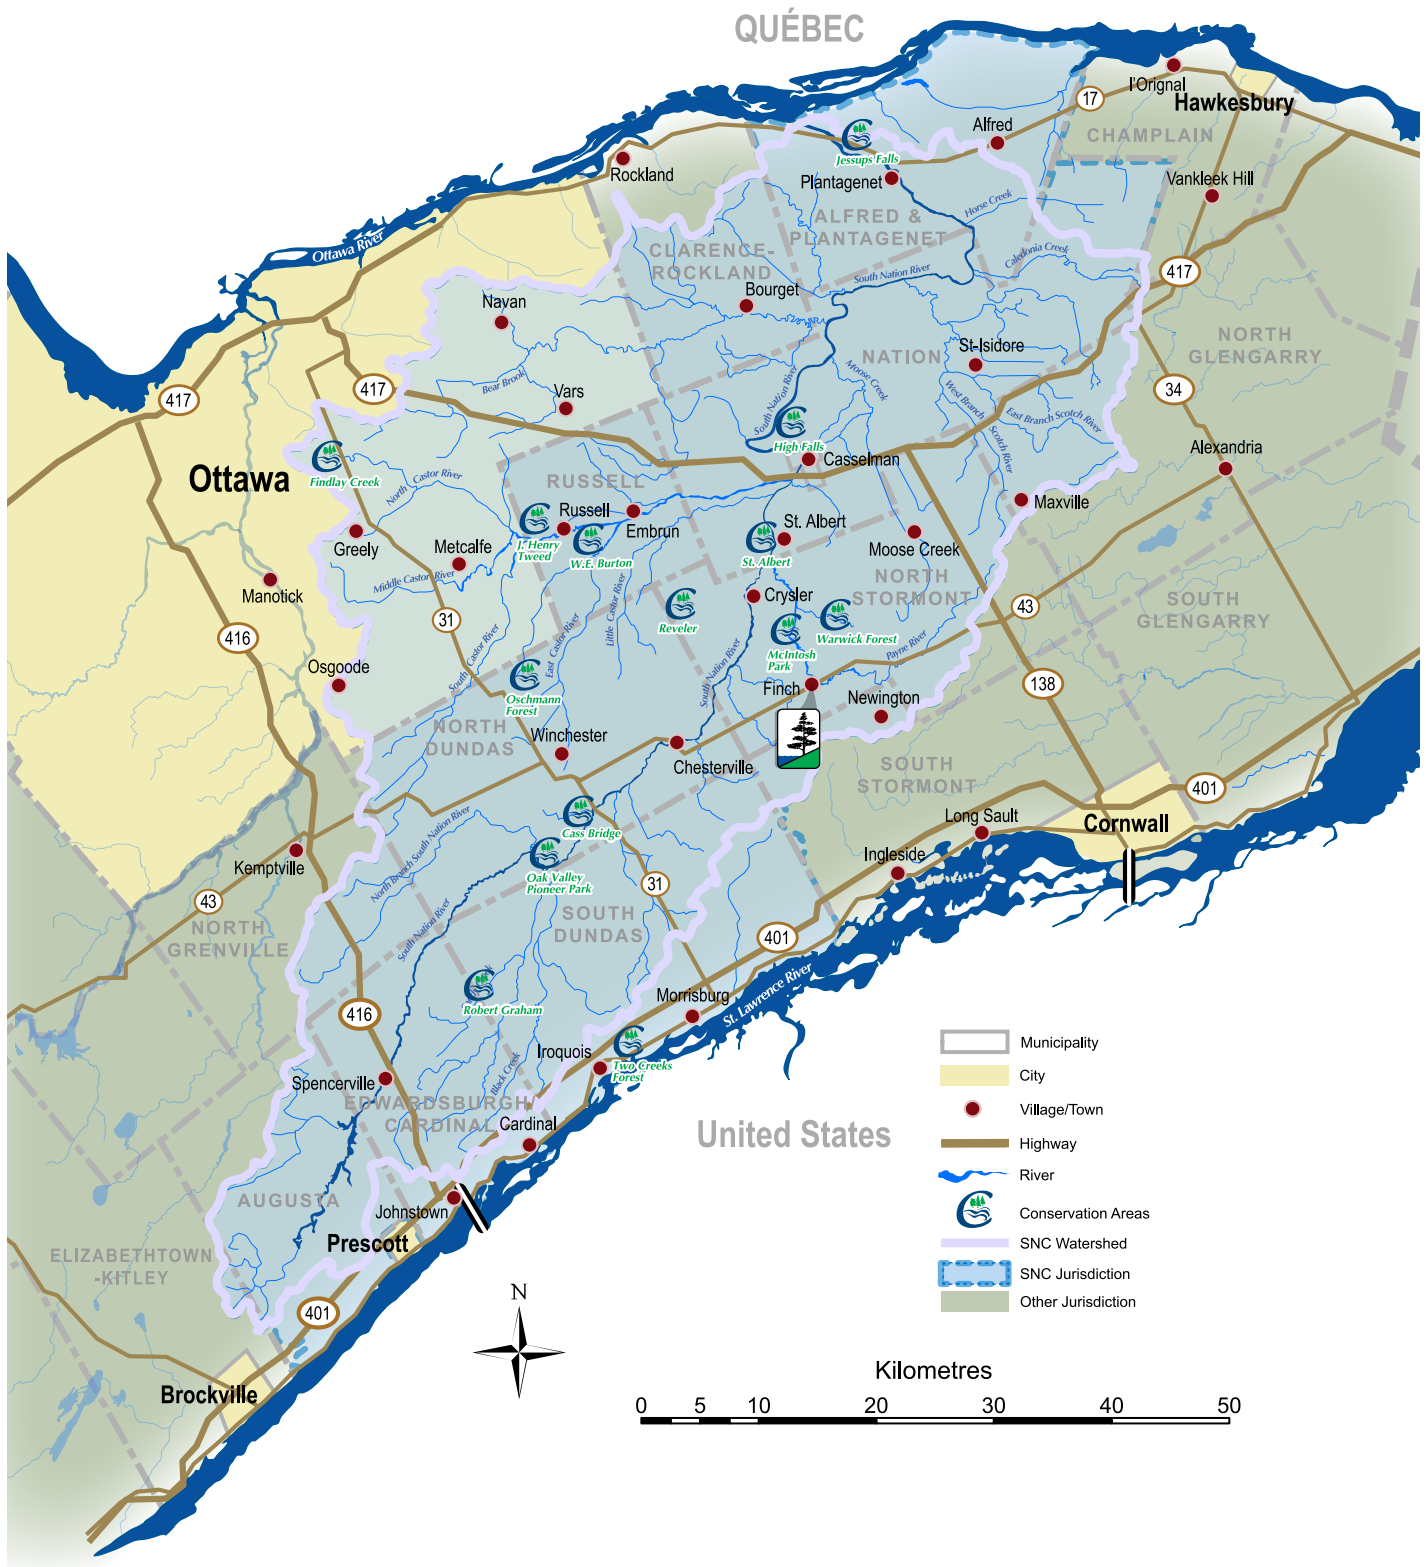 QUÉBEC
l'Orignal
Hawkesbury
17
CHAMPLAIN
Alfred
Jessups Falls
Rockland
Plantagenet
Vankleek Hill
Horse Creek
ALFRED &
PLANTAGENET
Ottawa River
CLARENCE-
ROCKLAND
Caledonia Creek
South Nation River
417
Bourget
Navan
NORTH
GLENGARRY
St-Isidore
NATION
Moose Creek
Bear Brook
Vars
417
417
34
South Nation River
West Branch
Scotch River
East Branch Scotch River
High Falls
Casselman
Alexandria
Ottawa
Findlay Creek
North Castor River
RUSSELL
Maxville
Russell
Embrun
J. Henry
Tweed
W.E. Burton
St. Albert
St. Albert
Moose Creek
Greely
Metcalfe
Middle Castor River
Manotick
NORTH
STORMONT
Crysler
Reveler
Little Castor River
43
SOUTH
GLENGARRY
31
416
Warwick Forest
McIntosh
Park
Payne River
South Castor River
East Castor River
South Nation River
Osgoode
Oschmann
Forest
Finch
Newington
138
NORTH
DUNDAS
Winchester
Chesterville
SOUTH
STORMONT
401
Cornwall
Long Sault
Ingleside
Cass Bridge
North Branch South Nation River
Kemptville
Oak Valley
Pioneer Park
31
43
NORTH
GRENVILLE
SOUTH
DUNDAS
South Nation River
401
St. Lawrence River
Robert Graham
Morrisburg
416
Iroquois
Two Creeks
Forest
Black Creek
Spencerville
EDWARDSBURGH
CARDINAL
Cardinal
United States
AUGUSTA
Johnstown
Prescott
ELIZABETHTOWN
-KITLEY
401
Brockville
Municipality
City
Village/Town
Highway
River
Conservation Areas
SNC Watershed
SNC Jurisdiction
Other Jurisdiction
N
Kilometres
0 5 10 20 30 40 50